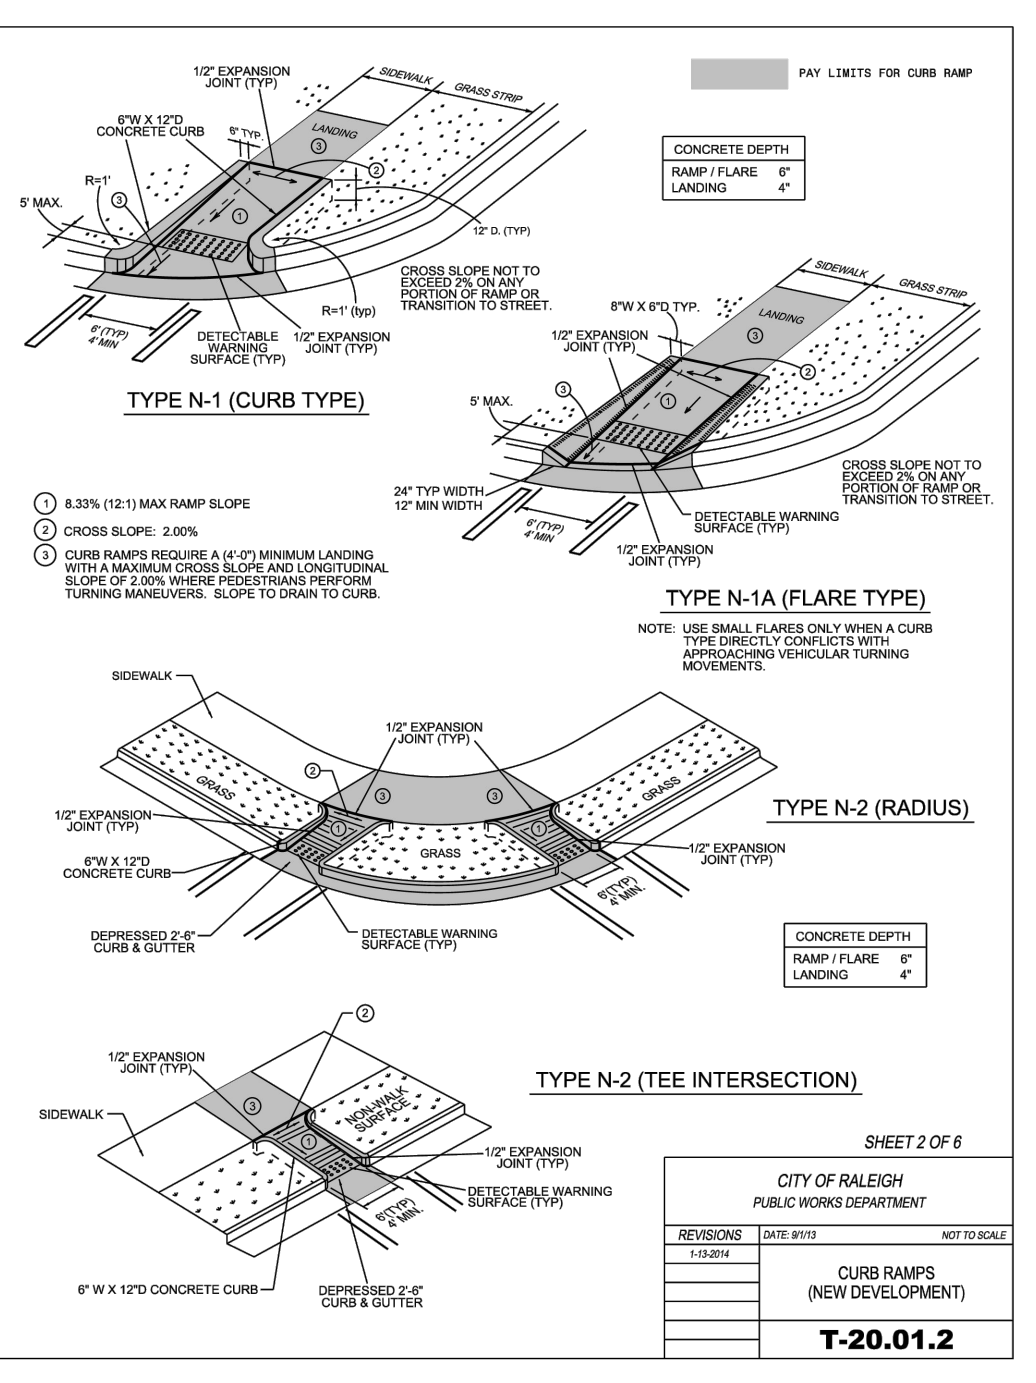 1/2" EXPANSION
JOINT (TYP)
SIDEWALK
GRASS STRIP
PAY LIMITS FOR CURB RAMP
6"W X 12"D
CONCRETE CURB
6" TYP.
LANDING
3
2
CONCRETE DEPTH
RAMP / FLARE 6"
LANDING 4"
R=1'
3
5' MAX.
1
12" D. (TYP)
CROSS SLOPE NOT TO
EXCEED 2% ON ANY
PORTION OF RAMP OR
TRANSITION TO STREET.
R=1' (typ)
6' (TYP)
4' MIN
DETECTABLE
WARNING
SURFACE (TYP)
1/2" EXPANSION
JOINT (TYP)
TYPE N-1 (CURB TYPE)
SIDEWALK
GRASS STRIP
8"W X 6"D TYP.
LANDING
1/2" EXPANSION
JOINT (TYP)
3
2
3
1
5' MAX.
CROSS SLOPE NOT TO
EXCEED 2% ON ANY
PORTION OF RAMP OR
TRANSITION TO STREET.
24" TYP WIDTH
12" MIN WIDTH
6' (TYP)
4' MIN
DETECTABLE WARNING
SURFACE (TYP)
1/2" EXPANSION
JOINT (TYP)
1 8.33% (12:1) MAX RAMP SLOPE
2 CROSS SLOPE: 2.00%
3 CURB RAMPS REQUIRE A (4'-0") MINIMUM LANDING
WITH A MAXIMUM CROSS SLOPE AND LONGITUDINAL
SLOPE OF 2.00% WHERE PEDESTRIANS PERFORM
TURNING MANEUVERS. SLOPE TO DRAIN TO CURB.
TYPE N-1A (FLARE TYPE)
NOTE: USE SMALL FLARES ONLY WHEN A CURB
TYPE DIRECTLY CONFLICTS WITH
APPROACHING VEHICULAR TURNING
MOVEMENTS.
SIDEWALK
1/2" EXPANSION
JOINT (TYP)
2
GRASS
3
3
GRASS
TYPE N-2 (RADIUS)
1/2" EXPANSION
JOINT (TYP)
1
1
GRASS
1/2" EXPANSION
JOINT (TYP)
6"W X 12"D
CONCRETE CURB
6'(TYP)
4' MIN.
DEPRESSED 2'-6"
CURB & GUTTER
DETECTABLE WARNING
SURFACE (TYP)
CONCRETE DEPTH
RAMP / FLARE 6"
LANDING 4"
2
1/2" EXPANSION
JOINT (TYP)
TYPE N-2 (TEE INTERSECTION)
NON-WALK
SURFACE
3
SIDEWALK
1
1/2" EXPANSION
JOINT (TYP)
DETECTABLE WARNING
SURFACE (TYP)
6'(TYP)
4' MIN.
6" W X 12"D CONCRETE CURB
DEPRESSED 2'-6"
CURB & GUTTER
SHEET 2 OF 6
CITY OF RALEIGH
PUBLIC WORKS DEPARTMENT
REVISIONS
DATE: 9/1/13
NOT TO SCALE
1-13-2014
CURB RAMPS
(NEW DEVELOPMENT)
T-20.01.2